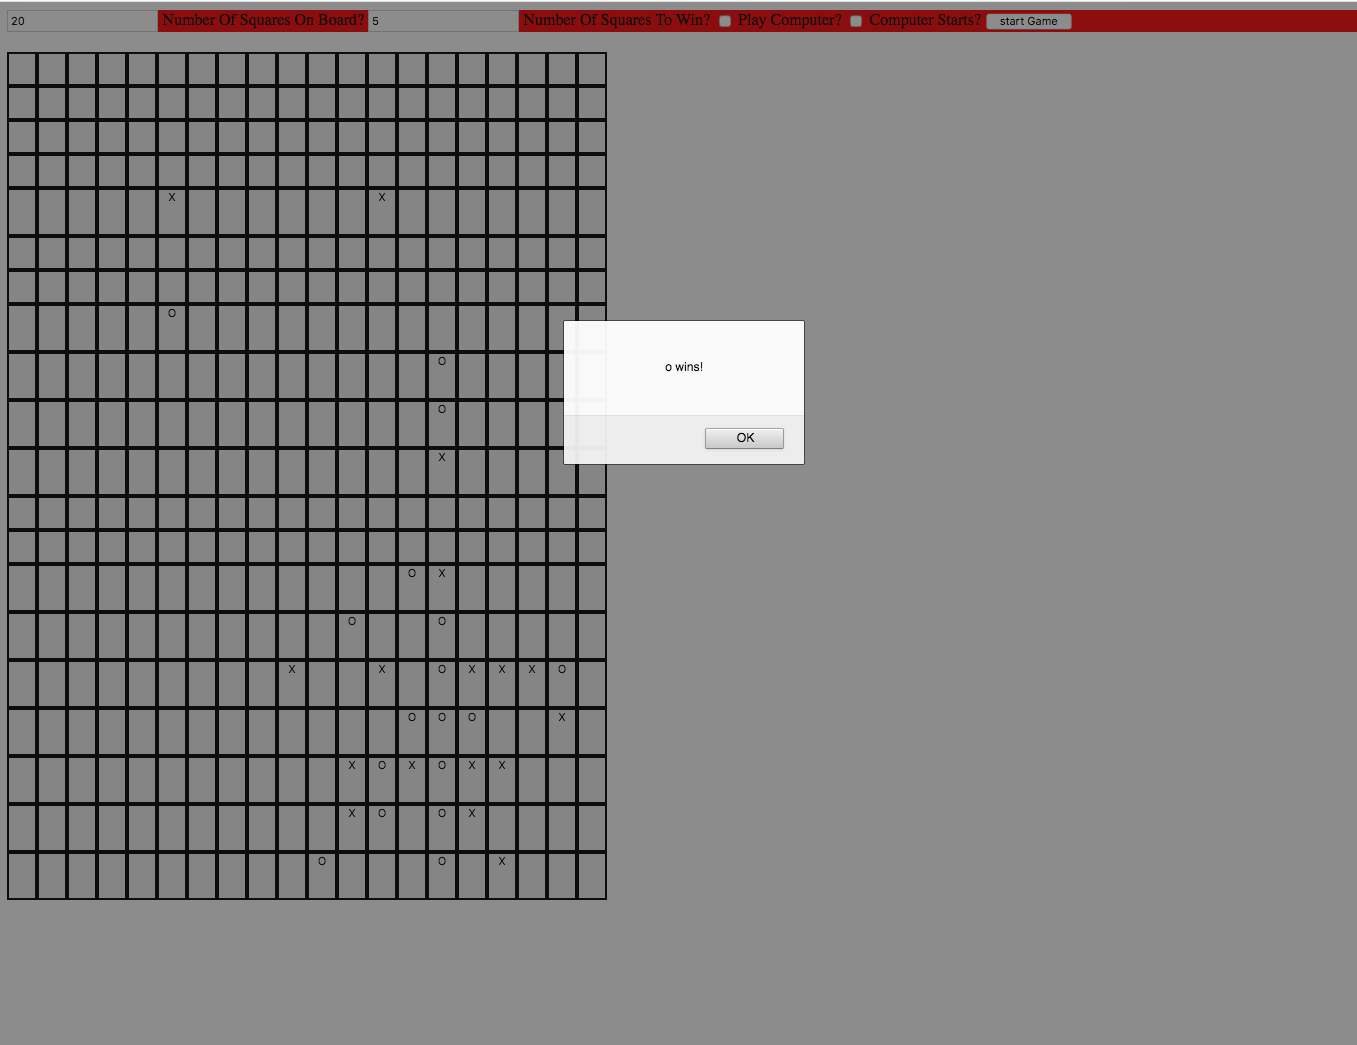 20 Number Of Squares On Board? 5 Number Of Squares To Win? Play Computer? Computer Starts? start Game
X X
O
O
o wins!
O
OK
X
O X
O O
X X O X X X O
O O O X
X O X O X X
X O O X
O O X